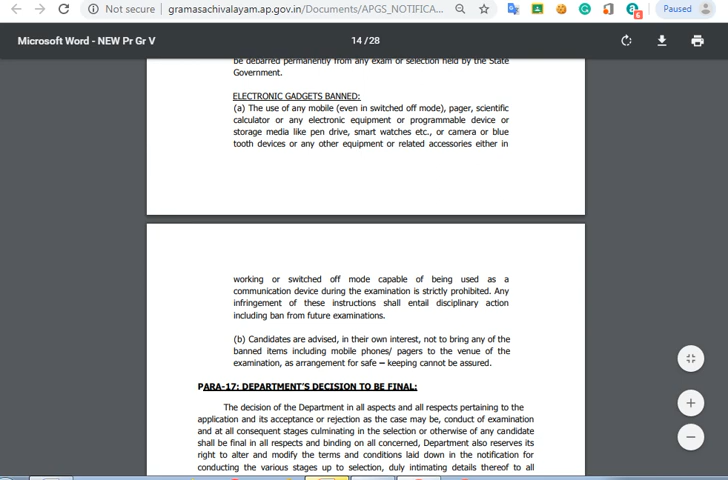 Not secure | gramasachivalayam.ap.gov.in/Documents/APGS_NOTIFICA...
Paused
Microsoft Word - NEW Pr Gr V
14 / 28
be debarred permanently from any exam or selection held by the State
Government.
ELECTRONIC GADGETS BANNED:
(a) The use of any mobile (even in switched off mode), pager, scientific
calculator or any electronic equipment or programmable device or
storage media like pen drive, smart watches etc., or camera or blue
tooth devices or any other equipment or related accessories either in
working or switched off mode capable of being used as a
communication device during the examination is strictly prohibited. Any
infringement of these instructions shall entail disciplinary action
including ban from future examinations.
(b) Candidates are advised, in their own interest, not to bring any of the
banned items including mobile phones/ pagers to the venue of the
examination, as arrangement for safe – keeping cannot be assured.
PARA-17: DEPARTMENT'S DECISION TO BE FINAL:
The decision of the Department in all aspects and all respects pertaining to the
application and its acceptance or rejection as the case may be, conduct of examination
and at all consequent stages culminating in the selection or otherwise of any candidate
shall be final in all respects and binding on all concerned, Department also reserves its
right to alter and modify the terms and conditions laid down in the notification for
conducting the various stages up to selection, duly intimating details thereof to all